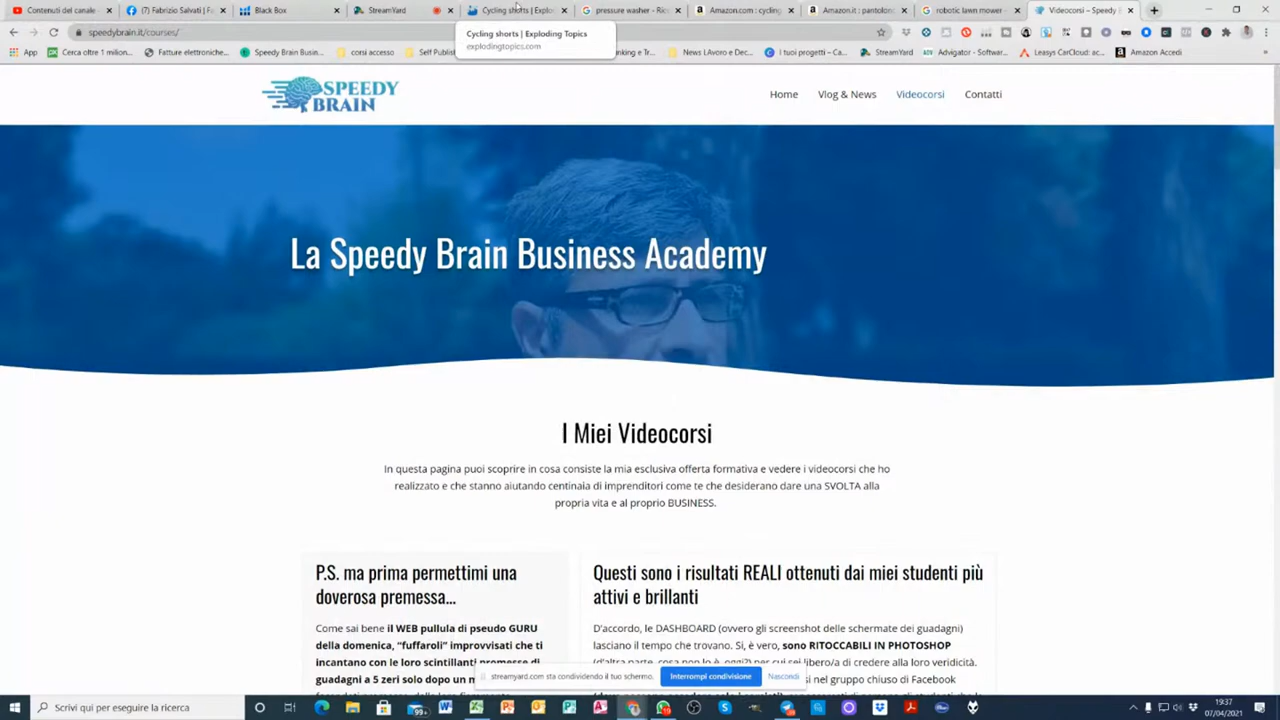 Contenuti del canale
Fabrizio Salvati | Fa
Black Box
StreamYard
Cycling shorts | Explo
pressure washer - Ric
Amazon.com : cycling
Amazon.it : pantolonc
robotic lawn mower -
Videocorsi – Speedy B
Cycling shorts | Exploding Topics
explodingtopics.com
speedybrain.it/courses/
App
Cerca oltre 1 milion...
Fatture elettroniche...
Speedy Brain Busin...
corsi accesso
Self Publis
nking e Tr...
LAvoro e Dec...
I tuoi progetti – Ca...
StreamYard
Advigator - Softwar...
Leasys CarCloud: ac...
Amazon Accedi
SPEEDY
BRAIN
Home
Vlog & News
Videocorsi
Contatti
La Speedy Brain Business Academy
I Miei Videocorsi
In questa pagina puoi scoprire in cosa consiste la mia esclusiva offerta formativa e vedere i videocorsi che ho
realizzato e che stanno aiutando centinaia di imprenditori come te che desiderano dare una SVOLTA alla
propria vita e al proprio BUSINESS.
P.S. ma prima permettimi una
doverosa premessa...
Come sai bene il WEB pullula di pseudo GURU
della domenica, “fuffaroli” improvvisati che ti
incantano con le loro scintillanti promesse di
guadagni a 5 zeri solo dopo un m
Questi sono i risultati REALI ottenuti dai miei studenti più
attivi e brillanti
D'accordo, le DASHBOARD (ovvero gli screenshot delle schermate dei guadagni)
lasciano il tempo che trovano. Si, è vero, sono RITOCCABILI IN PHOTOSHOP
(d'altra parte, cosa non lo è, oggi?) per cui sei libero/a di credere alla loro veridicità.
si nel gruppo chiuso di Facebook
streamyard.com sta condividendo il tuo schermo.
Interrompi condivisione
Nascondi
Scrivi qui per eseguire la ricerca
99+
19:37
07/04/2021